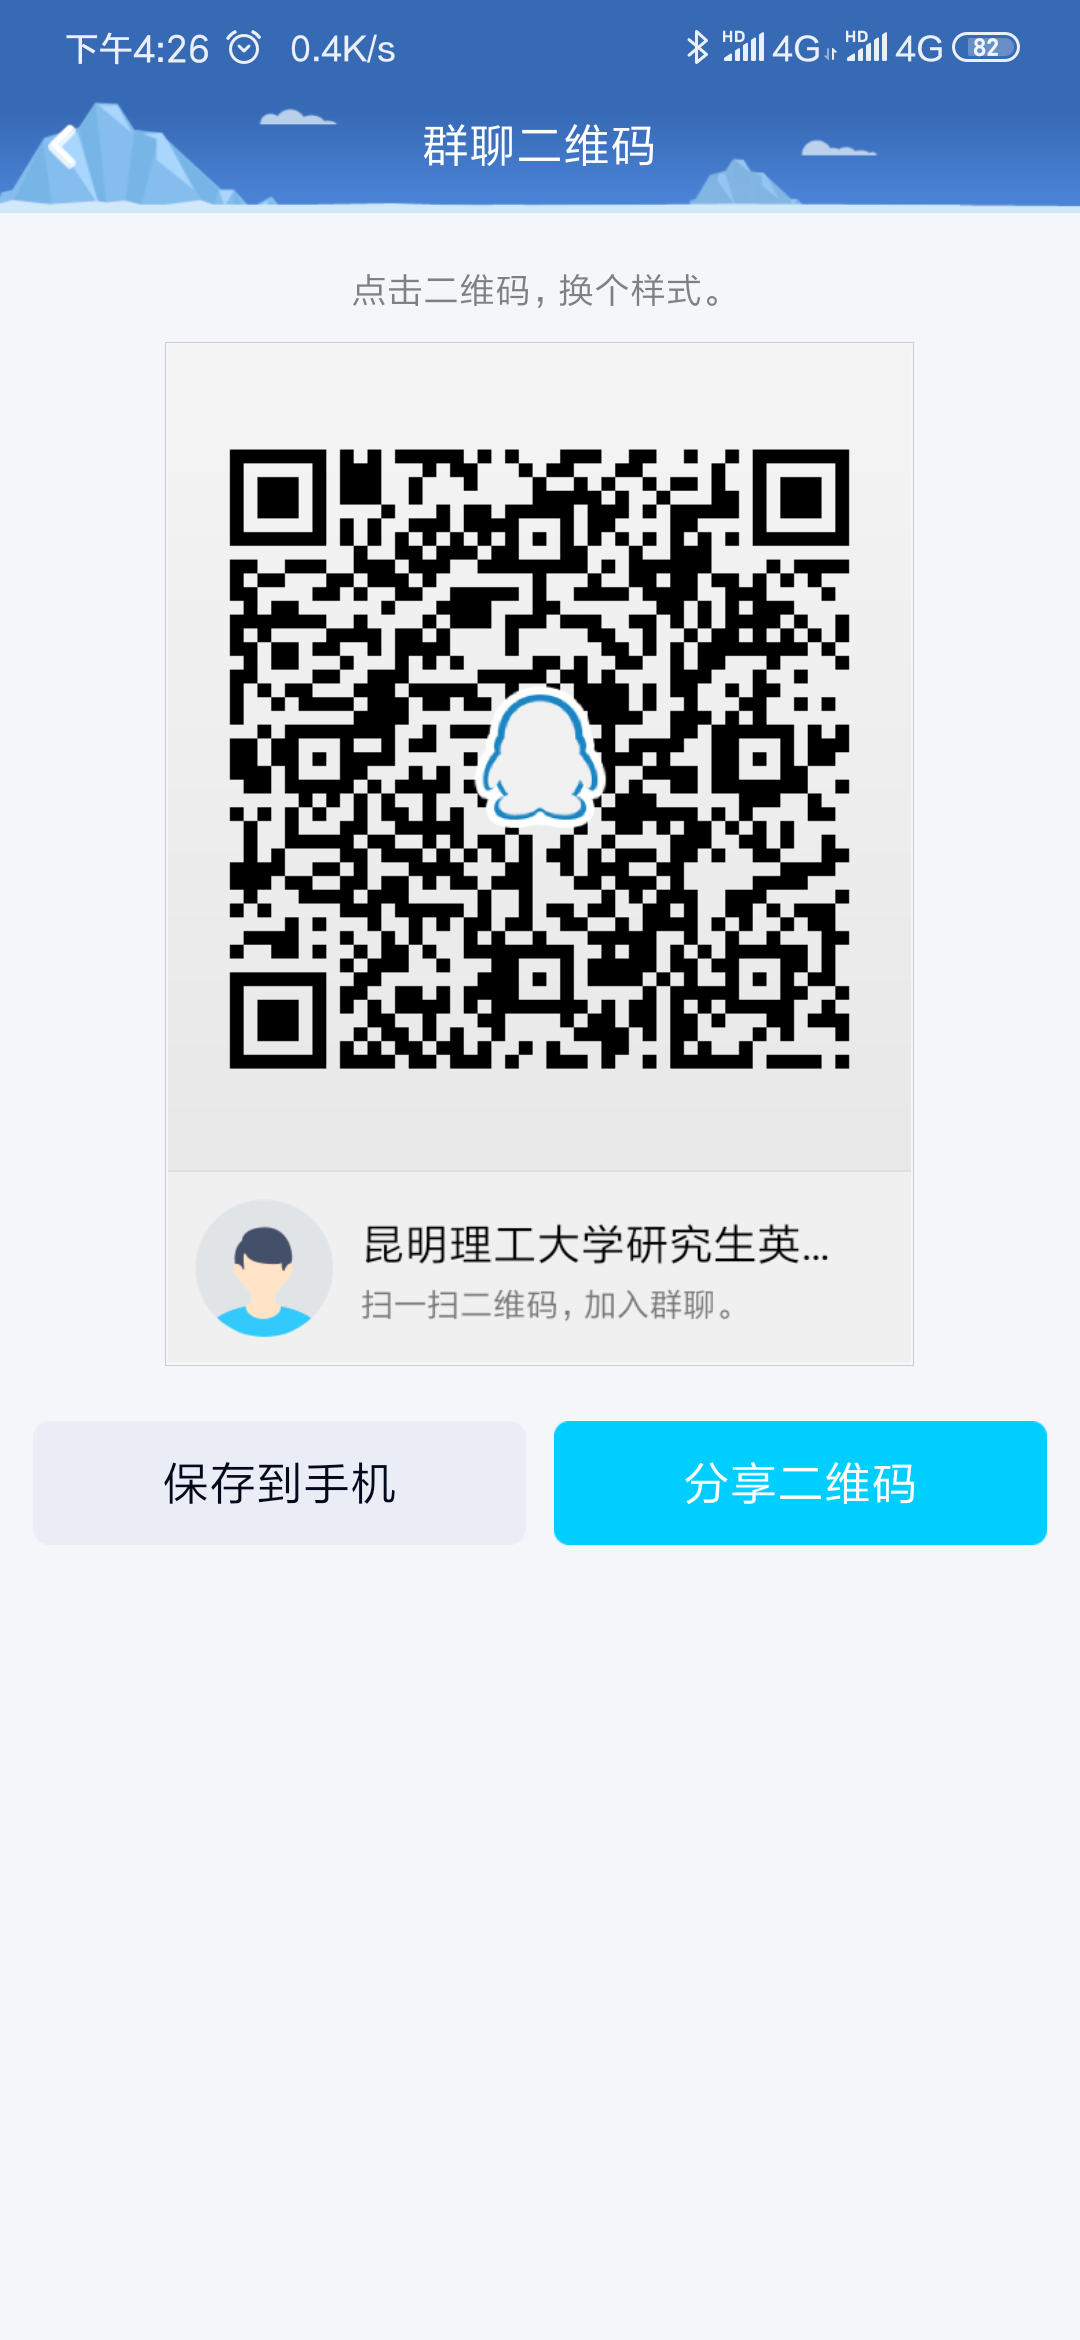 下午4:26 0.4K/s HD 4G HD 4G 82
群聊二维码
点击二维码，换个样式。
昆明理工大学研究生英...
扫一扫二维码，加入群聊。
保存到手机 分享二维码